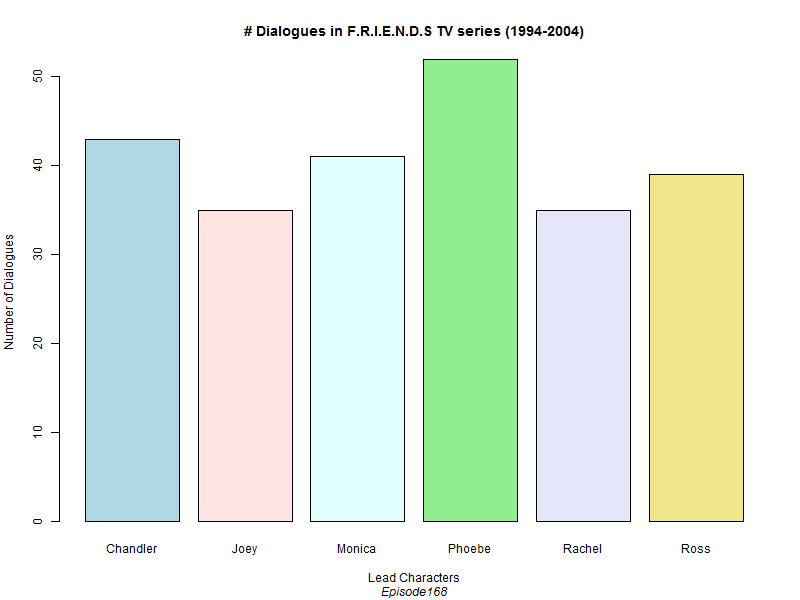 # Dialogues in F.R.I.E.N.D.S TV series (1994-2004)
Number of Dialogues
50
40
30
20
10
0
Chandler Joey Monica Phoebe Rachel Ross
Lead Characters
Episode168